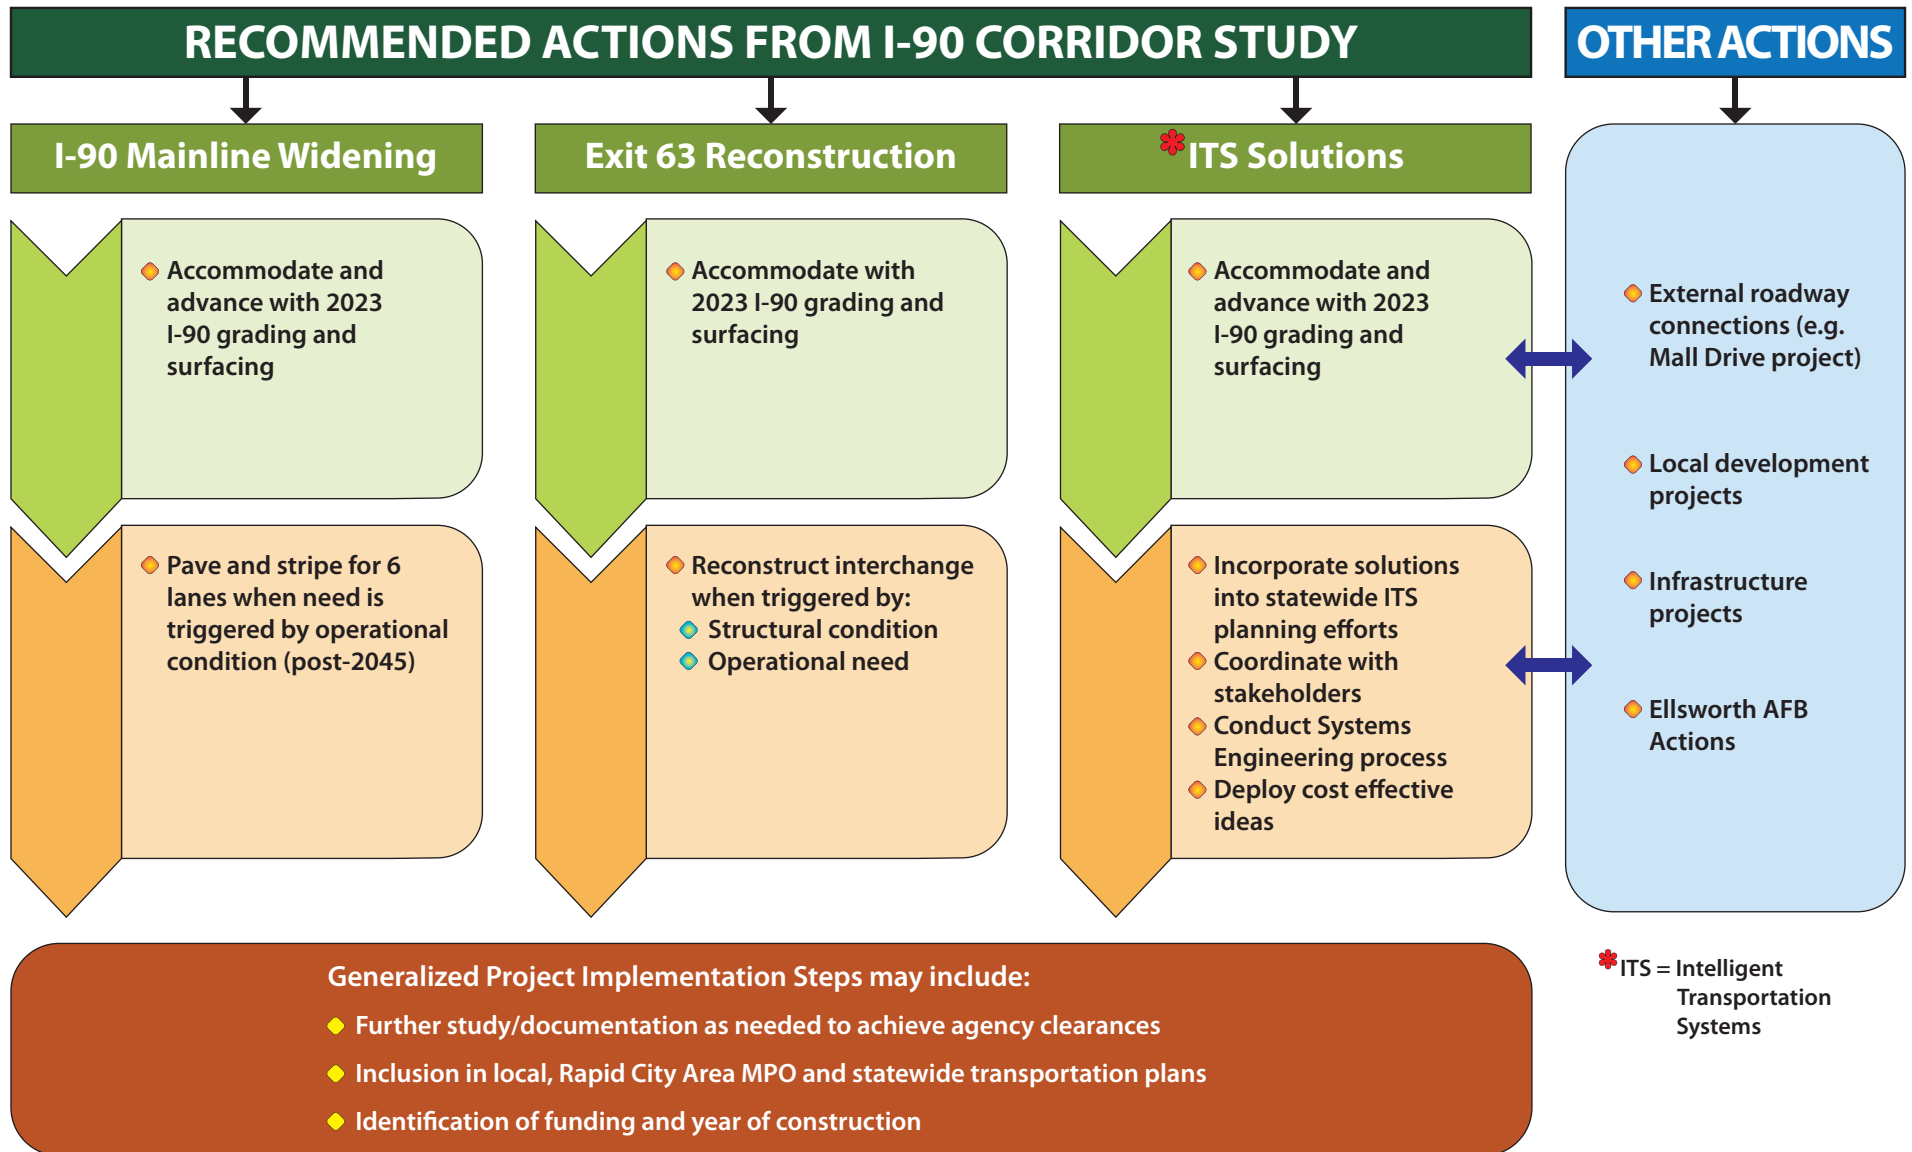 RECOMMENDED ACTIONS FROM I-90 CORRIDOR STUDY
I-90 Mainline Widening
Accommodate and
advance with 2023
I-90 grading and
surfacing
Pave and stripe for 6
lanes when need is
triggered by operational
condition (post-2045)
Exit 63 Reconstruction
Accommodate with
2023 I-90 grading and
surfacing
Reconstruct interchange
when triggered by:
Structural condition
Operational need
*ITS Solutions
Accommodate and
advance with 2023
I-90 grading and
surfacing
Incorporate solutions
into statewide ITS
planning efforts
Coordinate with
stakeholders
Conduct Systems
Engineering process
Deploy cost effective
ideas
OTHER ACTIONS
External roadway
connections (e.g.
Mall Drive project)
Local development
projects
Infrastructure
projects
Ellsworth AFB
Actions
*ITS = Intelligent
Transportation
Systems
Generalized Project Implementation Steps may include:
Further study/documentation as needed to achieve agency clearances
Inclusion in local, Rapid City Area MPO and statewide transportation plans
Identification of funding and year of construction